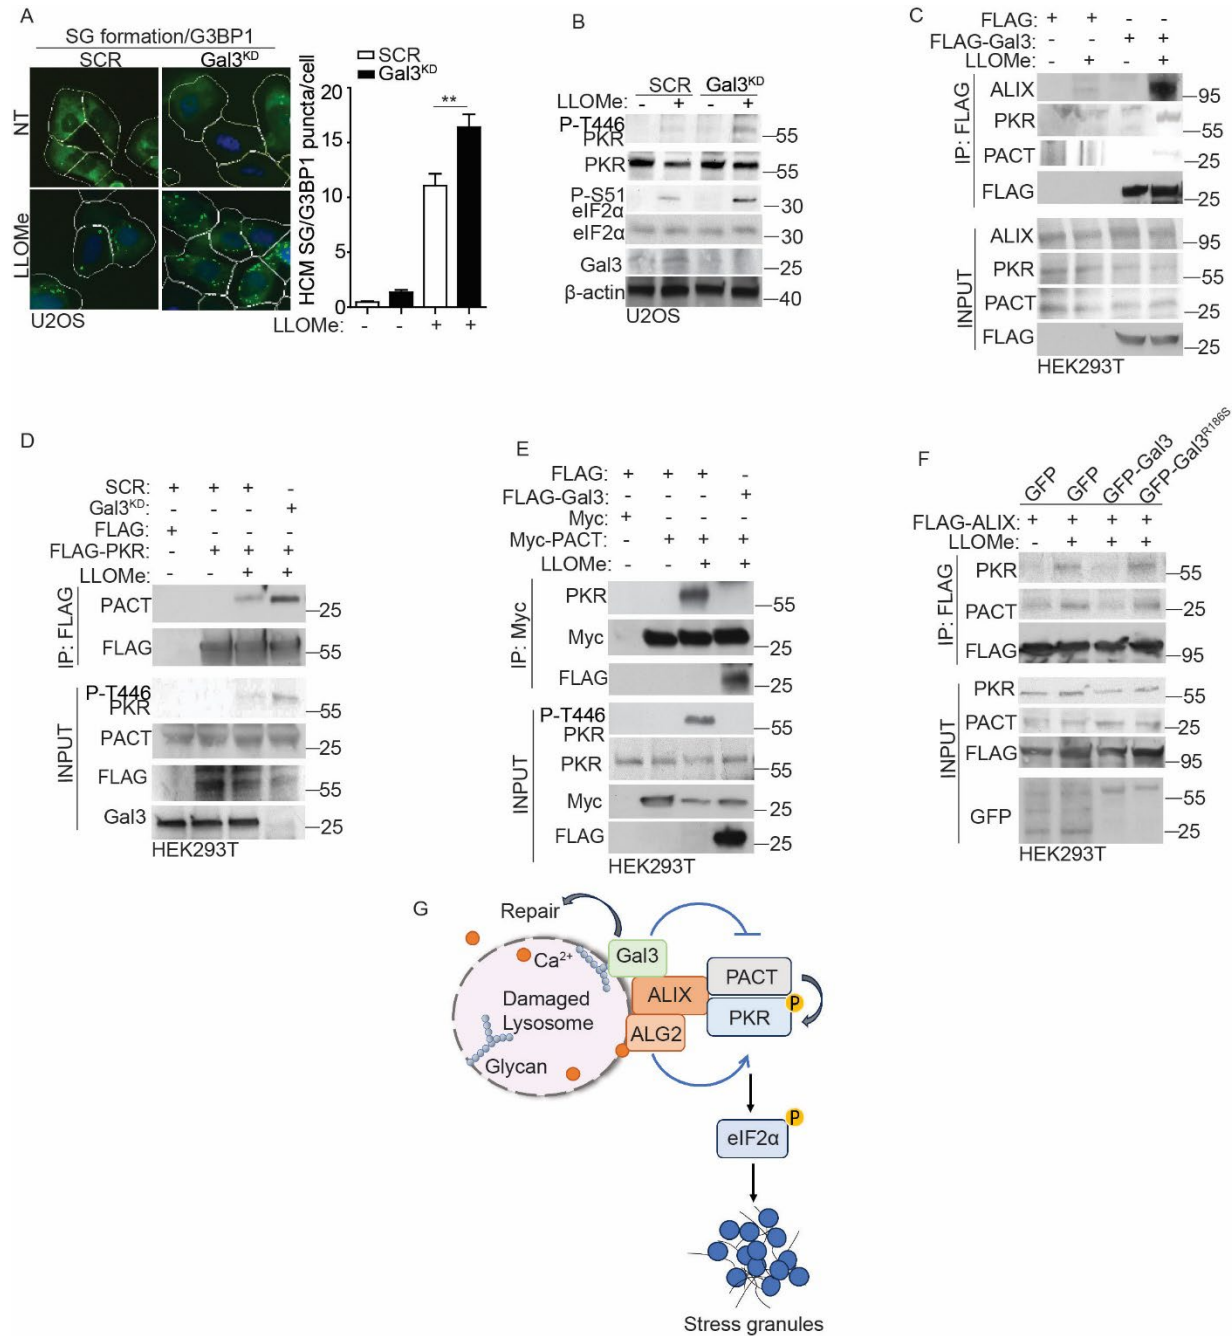 A
SG formation/G3BP1
SCR Gal3KD
NT
LLOMe
U2OS
SCR
Gal3KD
HCM SG/G3BP1 puncta/cell
20
15
10
5
0
**
LLOMe: - - + +
B
SCR Gal3KD
LLOMe: - + - +
P-T446
PKR 55
PKR 55
P-S51
eIF2α 30
eIF2α 30
Gal3 25
β-actin 40
U2OS
C
FLAG: + + - -
FLAG-Gal3: - - + +
LLOMe: - + - +
IP: FLAG
ALIX 95
PKR 55
PACT 25
FLAG 25
INPUT
ALIX 95
PKR 55
PACT 25
FLAG 25
HEK293T
D
SCR: + + + -
Gal3KD: - - - +
FLAG: + - - -
FLAG-PKR: - + + +
LLOMe: - - + +
IP: FLAG
PACT 25
FLAG 55
INPUT
P-T446
PKR 55
PACT 25
FLAG 55
Gal3 25
HEK293T
E
FLAG: + + + -
FLAG-Gal3: - - - +
Myc: + - - -
Myc-PACT: - + + +
LLOMe: - - + +
IP: Myc
PKR 55
Myc 25
FLAG 25
INPUT
P-T446
PKR 55
PKR 55
Myc 25
FLAG 25
HEK293T
F
GFP GFP GFP-Gal3 GFP-Gal3R186S
FLAG-ALIX: + + + +
LLOMe: - + + +
IP: FLAG
PKR 55
PACT 25
FLAG 95
INPUT
PKR 55
PACT 25
FLAG 95
GFP 55
25
HEK293T
G
Repair
Ca2+
Gal3
Damaged
Lysosome
Glycan
ALIX
ALG2
PACT
PKR
P
eIF2α
P
Stress granules